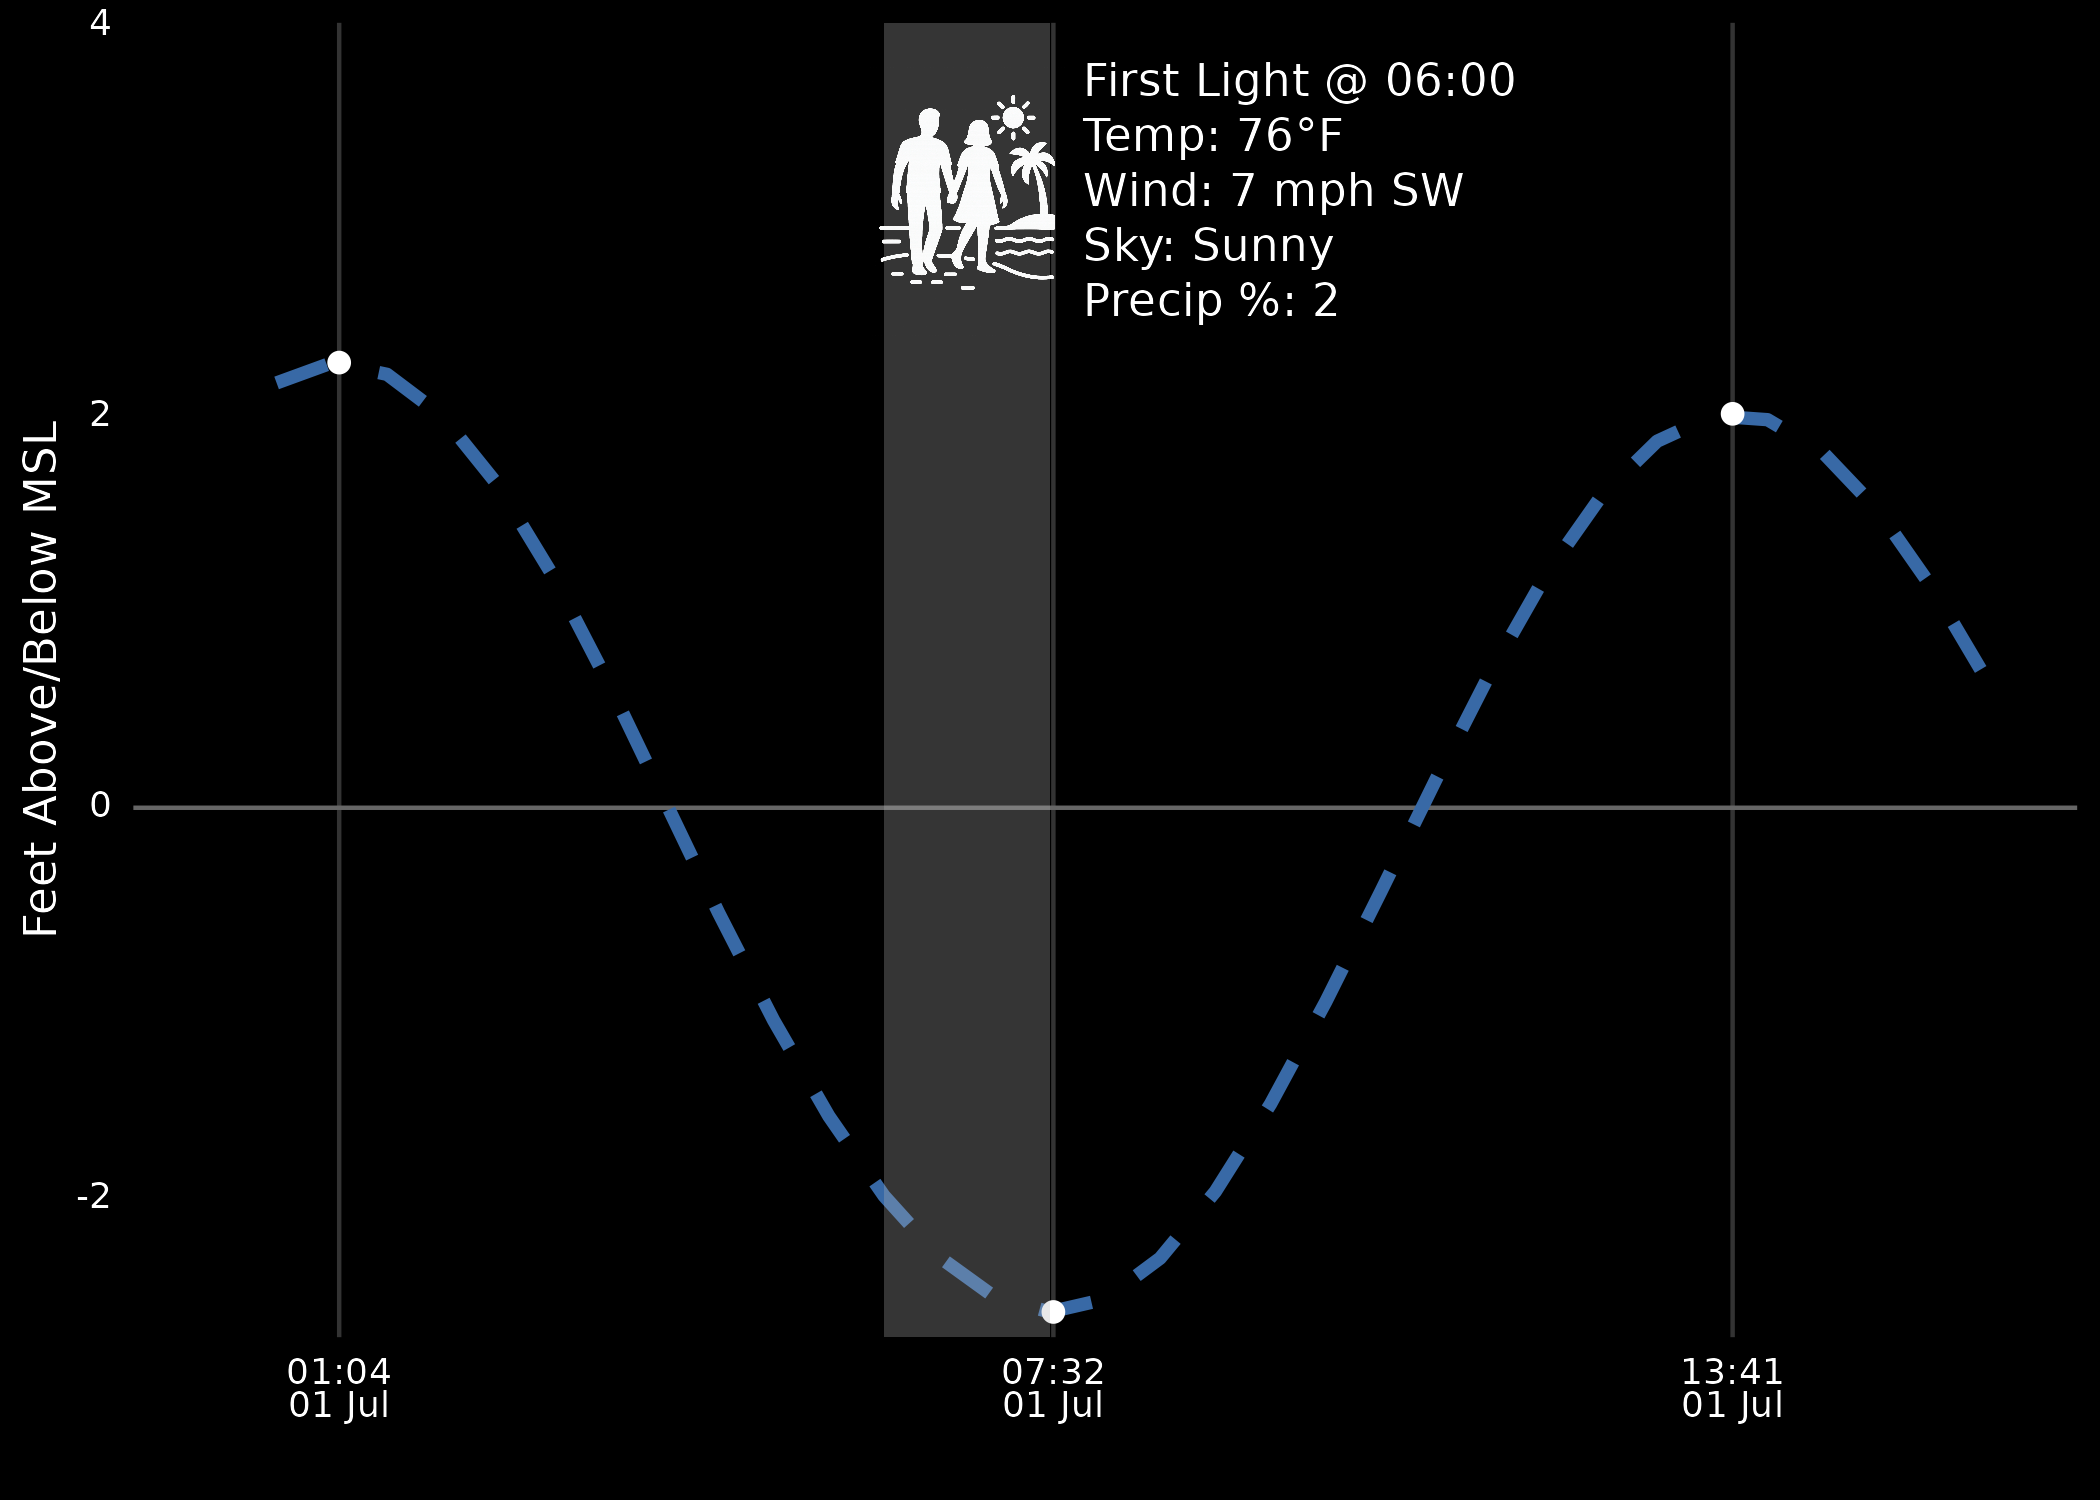 4
First Light @ 06:00
Temp: 76°F
Wind: 7 mph SW
Sky: Sunny
Precip %: 2
2
Feet Above/Below MSL
0
-2
01:04
01 Jul
07:32
01 Jul
13:41
01 Jul